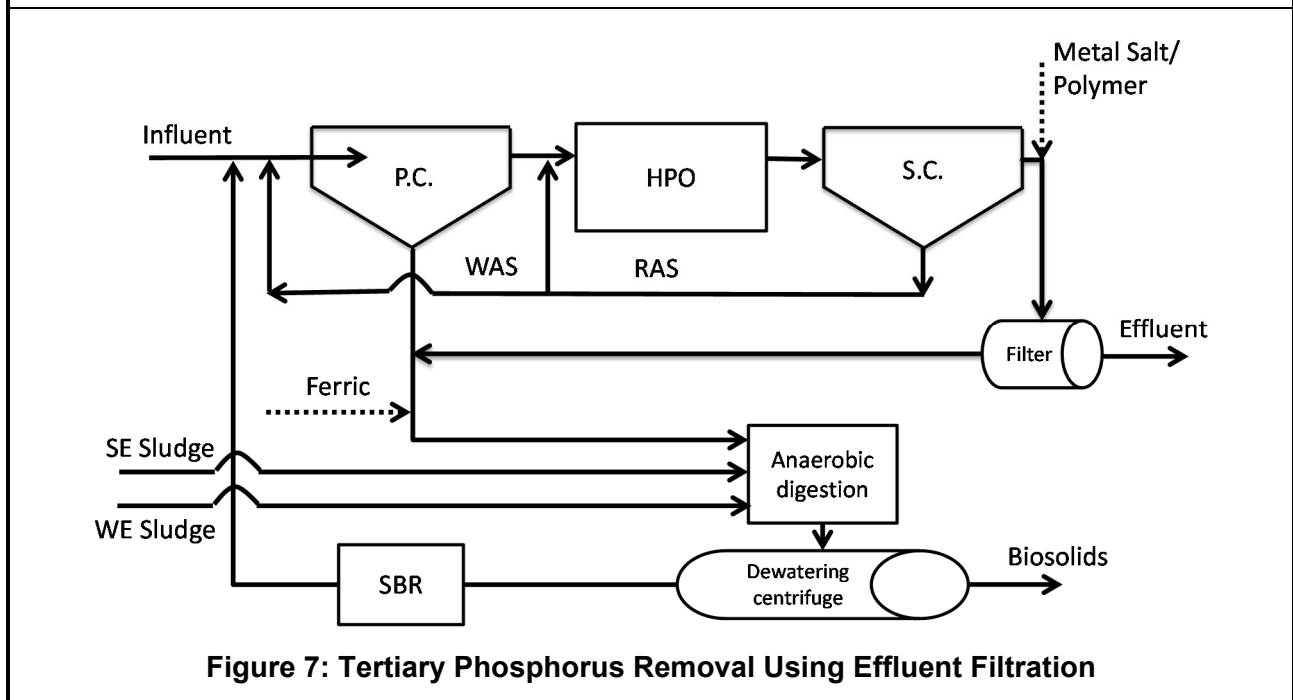 Metal Salt/
Polymer
Influent
P.C.
HPO
S.C.
WAS
RAS
Filter
Effluent
Ferric
SE Sludge
WE Sludge
Anaerobic
digestion
SBR
Dewatering
centrifuge
Biosolids
Figure 7: Tertiary Phosphorus Removal Using Effluent Filtration